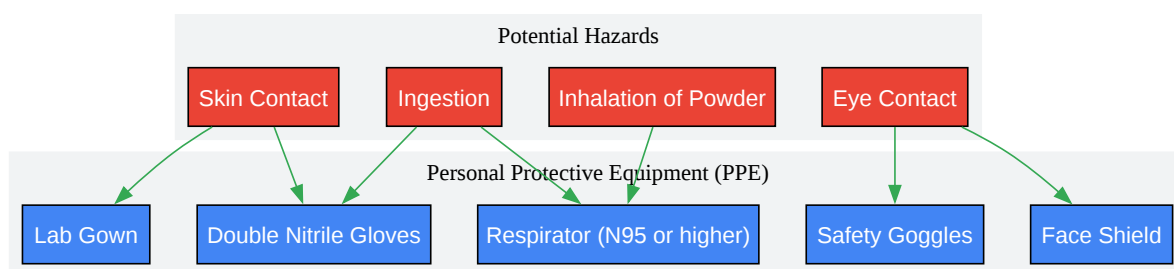 Potential Hazards
Skin Contact
Ingestion
Inhalation of Powder
Eye Contact
Personal Protective Equipment (PPE)
Lab Gown
Double Nitrile Gloves
Respirator (N95 or higher)
Safety Goggles
Face Shield